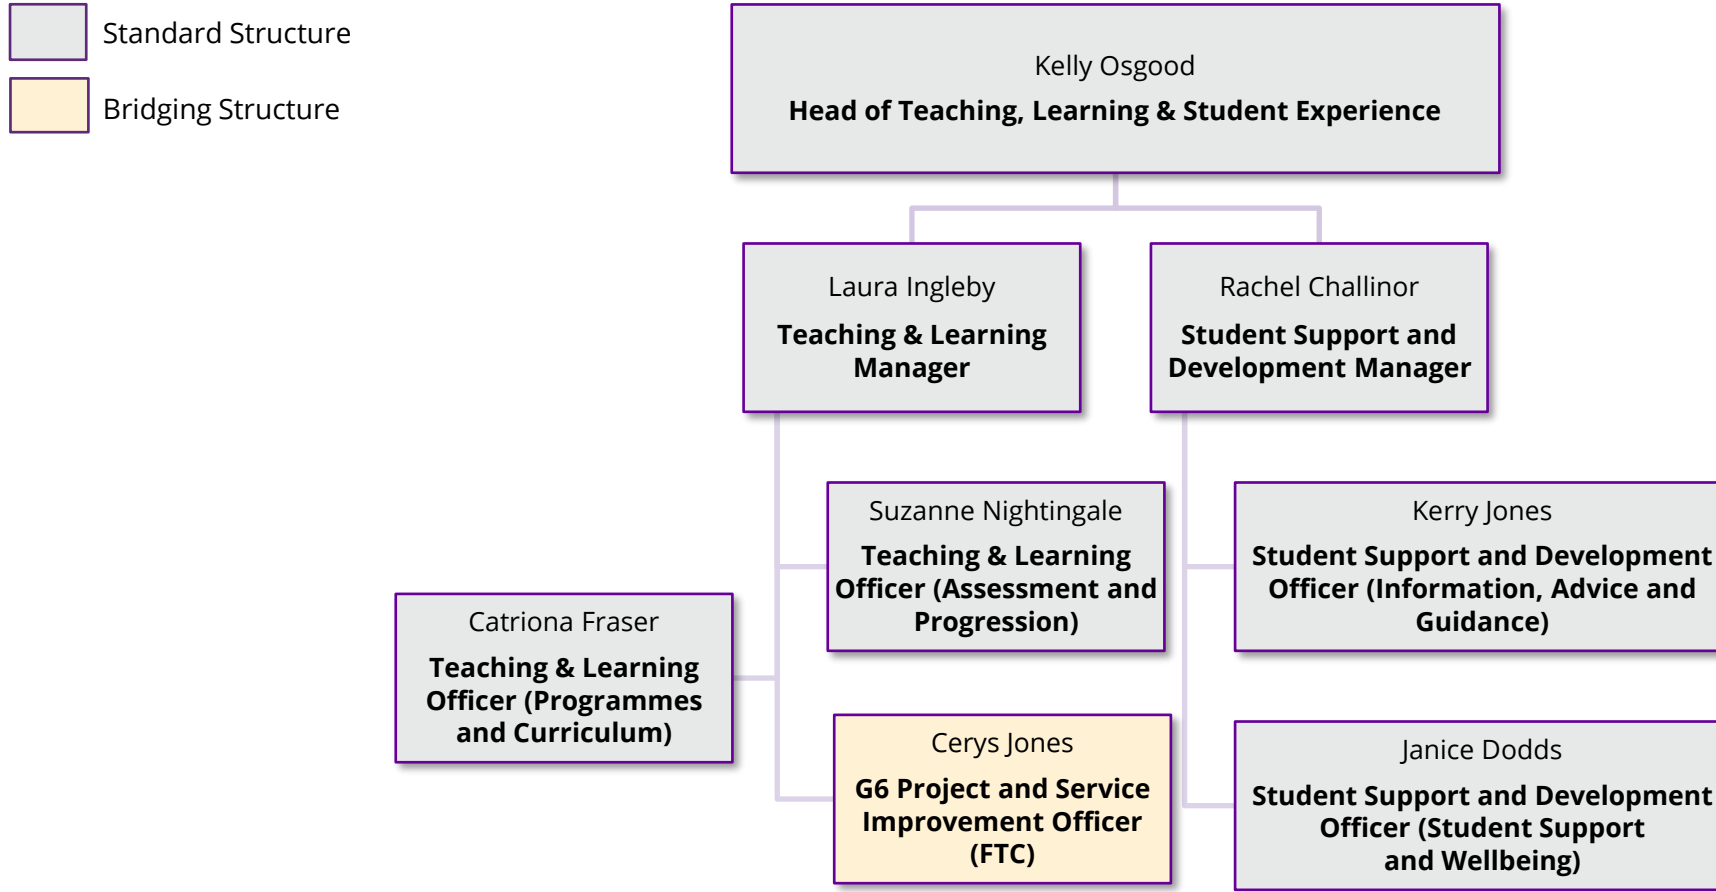 Standard Structure
Bridging Structure
Kelly Osgood
Head of Teaching, Learning & Student Experience
Laura Ingleby
Teaching & Learning
Manager
Rachel Challinor
Student Support and
Development Manager
Suzanne Nightingale
Teaching & Learning
Officer (Assessment and
Progression)
Kerry Jones
Student Support and Development
Officer (Information, Advice and
Guidance)
Catriona Fraser
Teaching & Learning
Officer (Programmes
and Curriculum)
Cerys Jones
G6 Project and Service
Improvement Officer
(FTC)
Janice Dodds
Student Support and Development
Officer (Student Support
and Wellbeing)